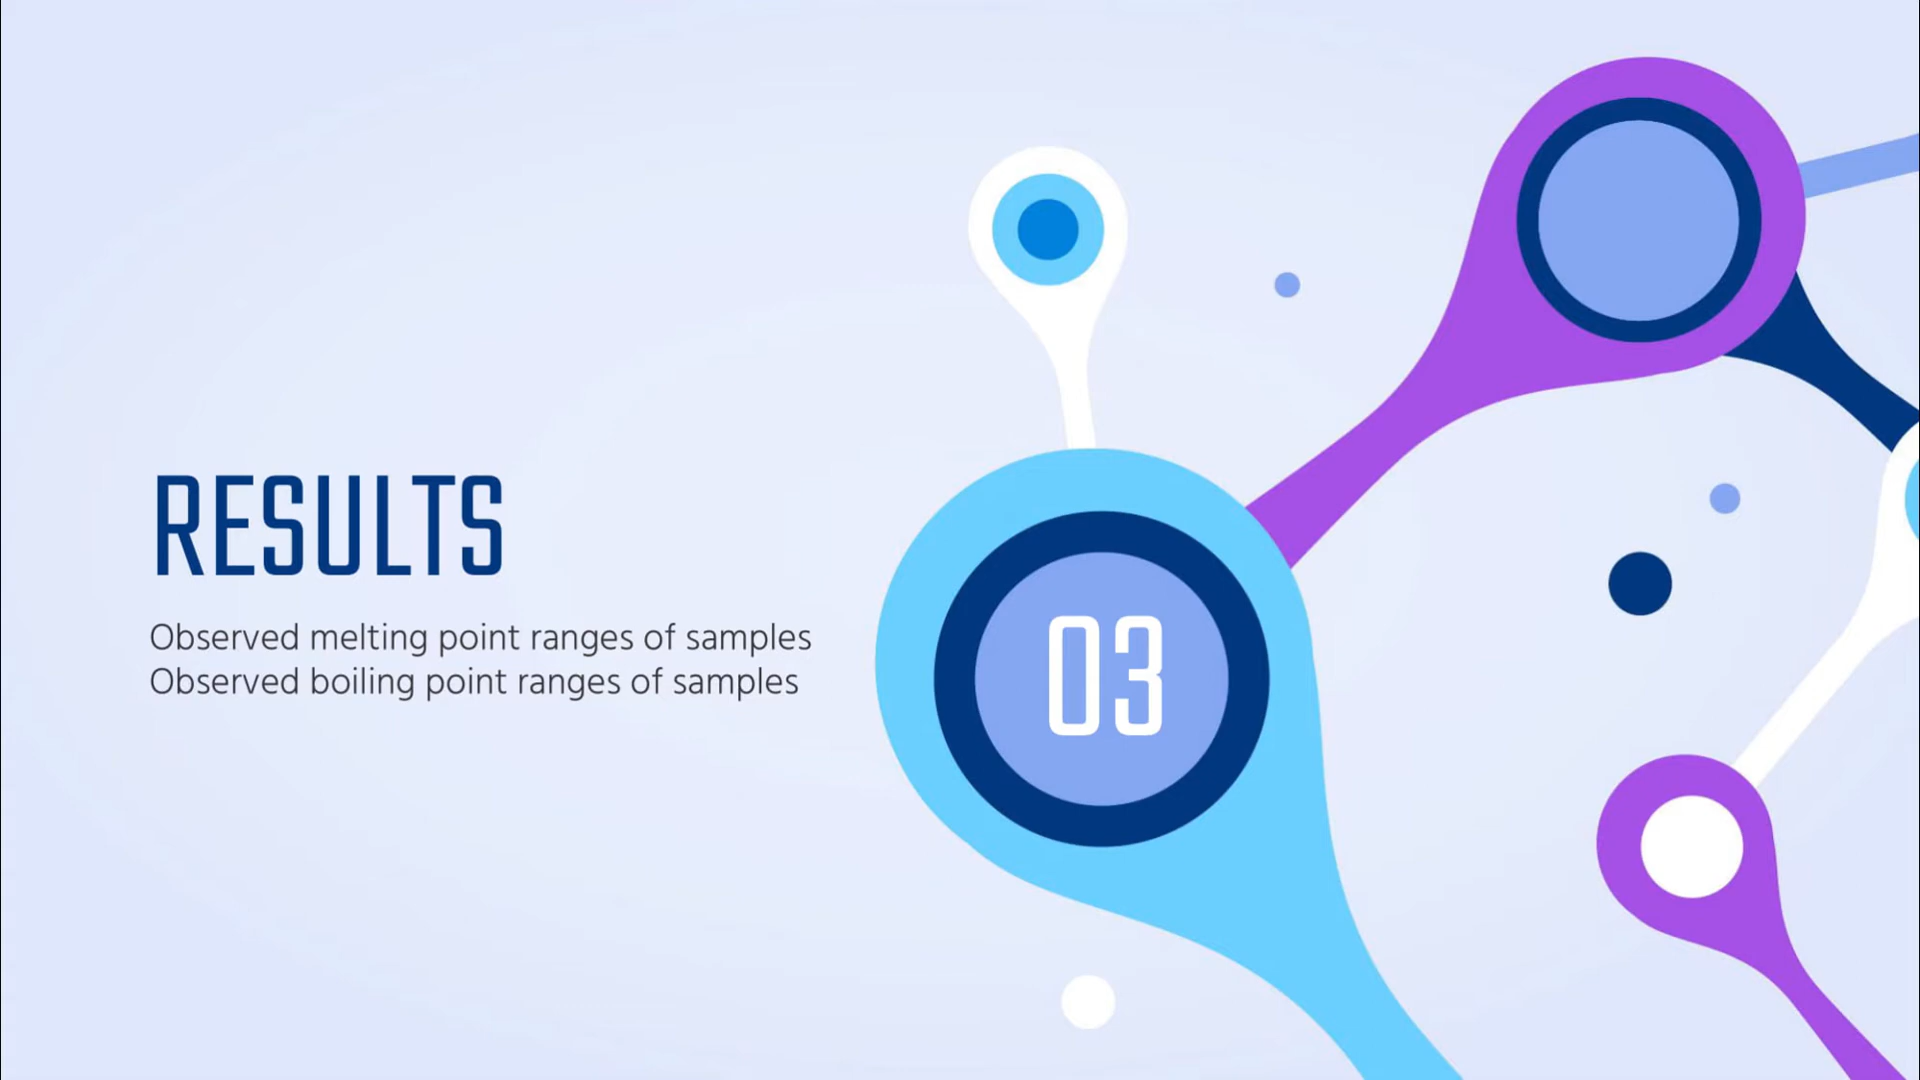 RESULTS
Observed melting point ranges of samples
Observed boiling point ranges of samples
03